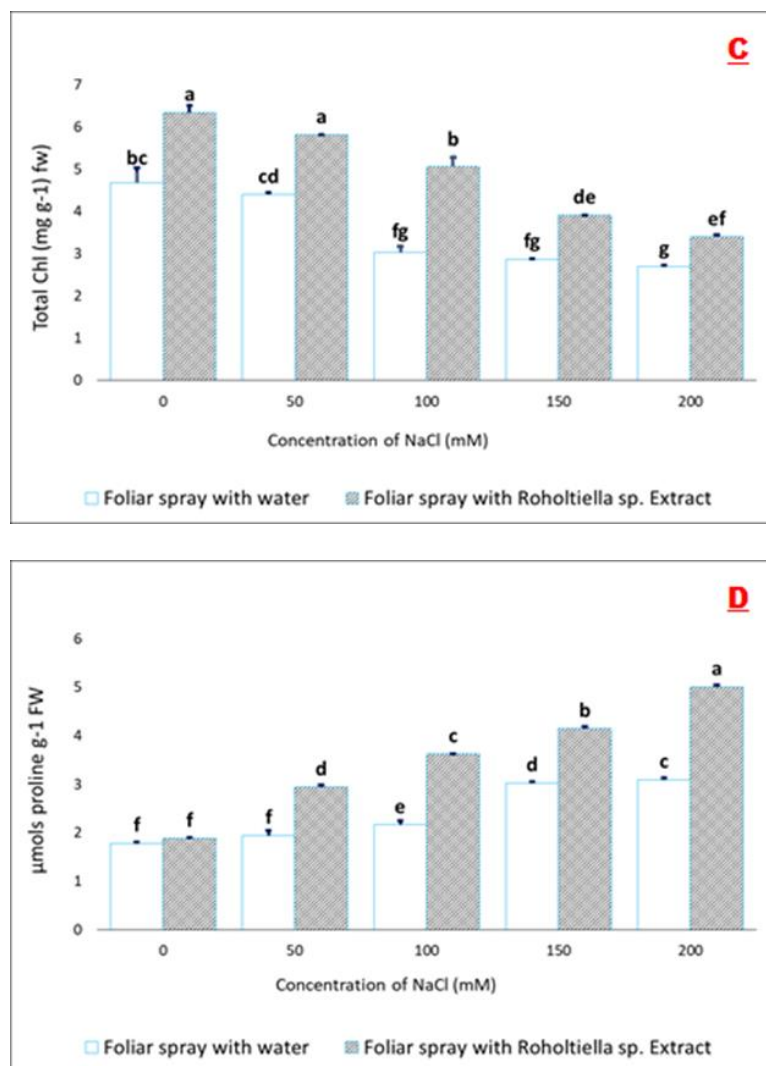 C
7
6
5
4
3
2
1
0
Total Chl (mg g-1) fw)
a
a
b
bc
cd
de
fg
fg
ef
g
0 50 100 150 200
Concentration of NaCl (mM)
Foliar spray with water Foliar spray with Roholtiella sp. Extract
D
6
5
4
3
2
1
0
µmols proline g-1 FW
a
b
c
d
d
c
f f f
e
0 50 100 150 200
Concentration of NaCl (mM)
Foliar spray with water Foliar spray with Roholtiella sp. Extract